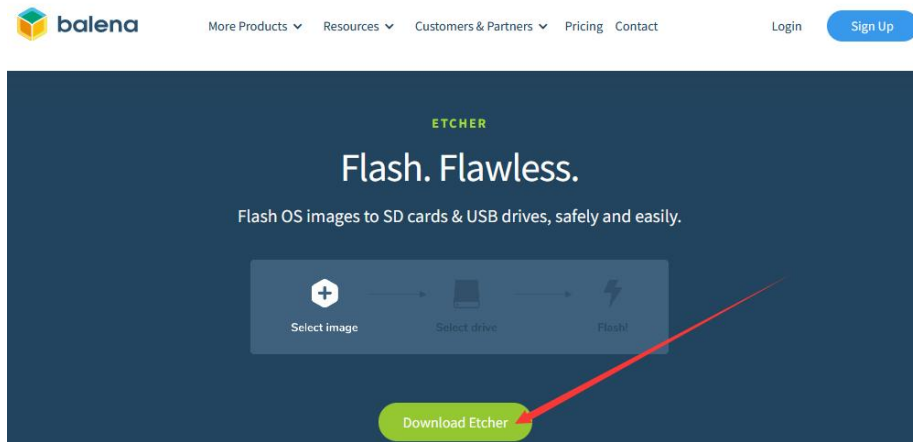 balena More Products Resources Customers & Partners Pricing Contact Login Sign Up
ETCHER
Flash. Flawless.
Flash OS images to SD cards & USB drives, safely and easily.
Select image Select drive Flash!
Download Etcher